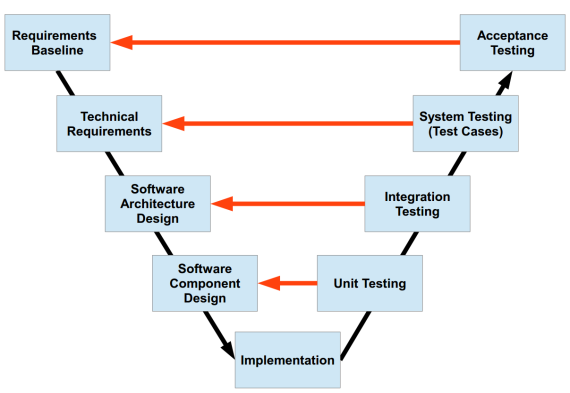 Requirements
Baseline
Acceptance
Testing
Technical
Requirements
System Testing
(Test Cases)
Software
Architecture
Design
Integration
Testing
Software
Component
Design
Unit Testing
Implementation